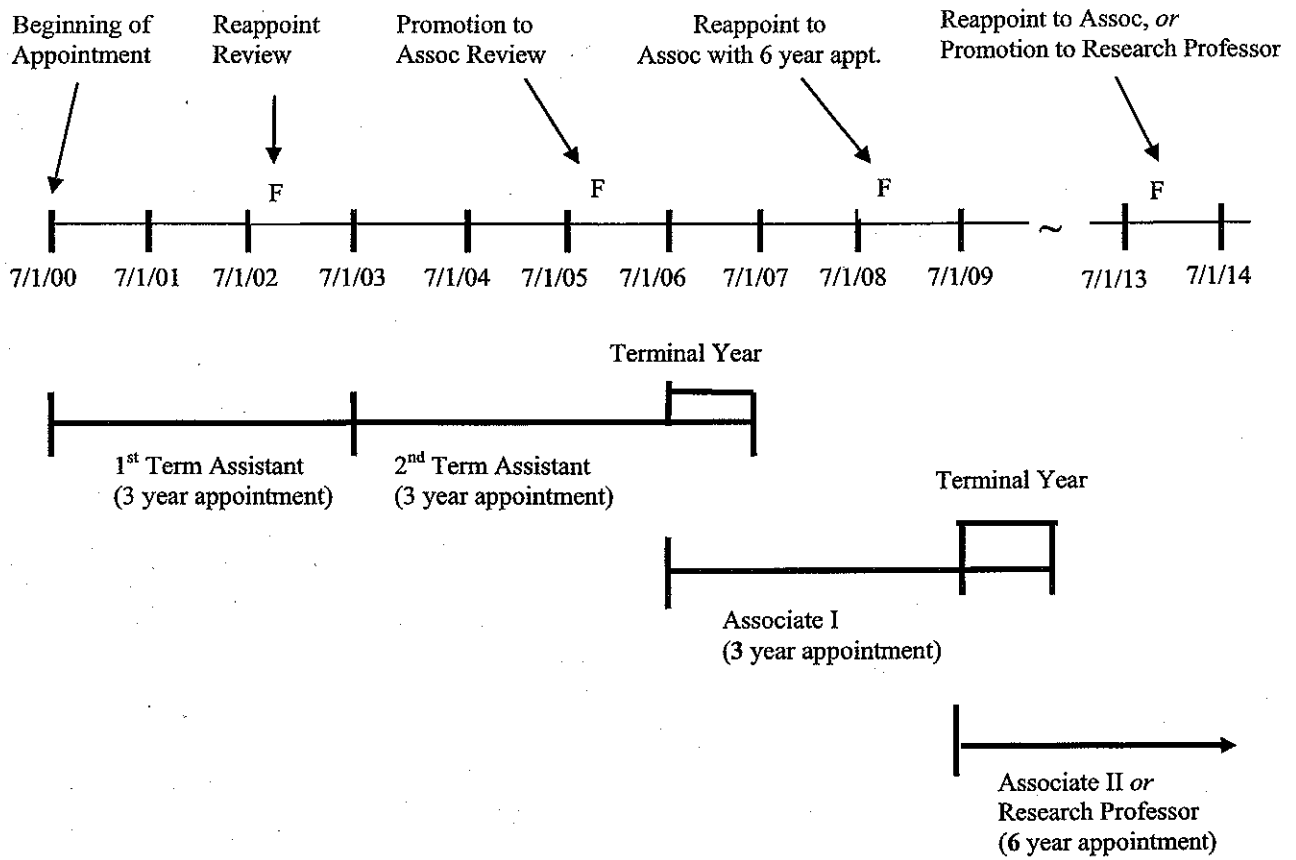 Beginning of
Appointment
Reappoint
Review
Promotion to
Assoc Review
Reappoint to
Assoc with 6 year appt.
Reappoint to Assoc, or
Promotion to Research Professor
F
F
F
F
~
7/1/00 7/1/01 7/1/02 7/1/03 7/1/04 7/1/05 7/1/06 7/1/07 7/1/08 7/1/09 7/1/13 7/1/14
Terminal Year
1st Term Assistant
(3 year appointment)
2nd Term Assistant
(3 year appointment)
Terminal Year
Associate I
(3 year appointment)
Associate II or
Research Professor
(6 year appointment)